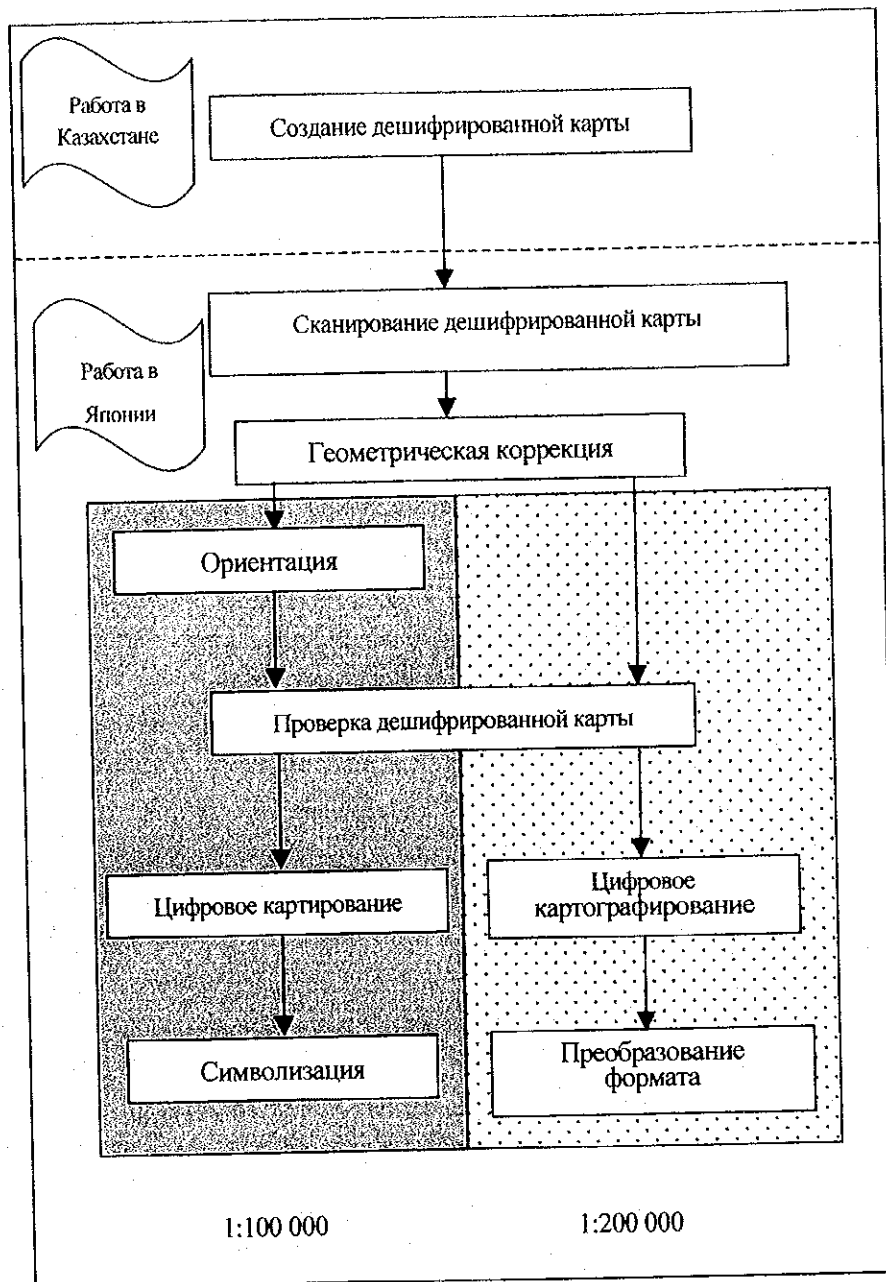 Работа в
Казахстане
Создание дешифрированной карты
Сканирование дешифрированной карты
Работа в
Японии
Геометрическая коррекция
Ориентация
Проверка дешифрированной карты
Цифровое картирование
Цифровое
картографирование
Символизация
Преобразование
формата
1:100 000
1:200 000